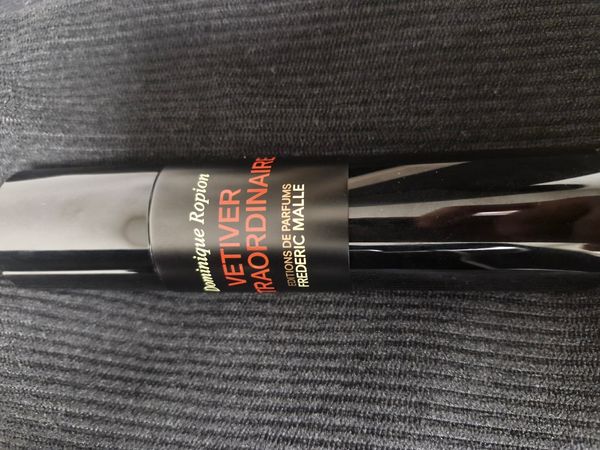 Dominique Ropion
VETIVER
TRAORDINAIRE
EDITIONS DE PARFUMS
FREDERIC MALLE